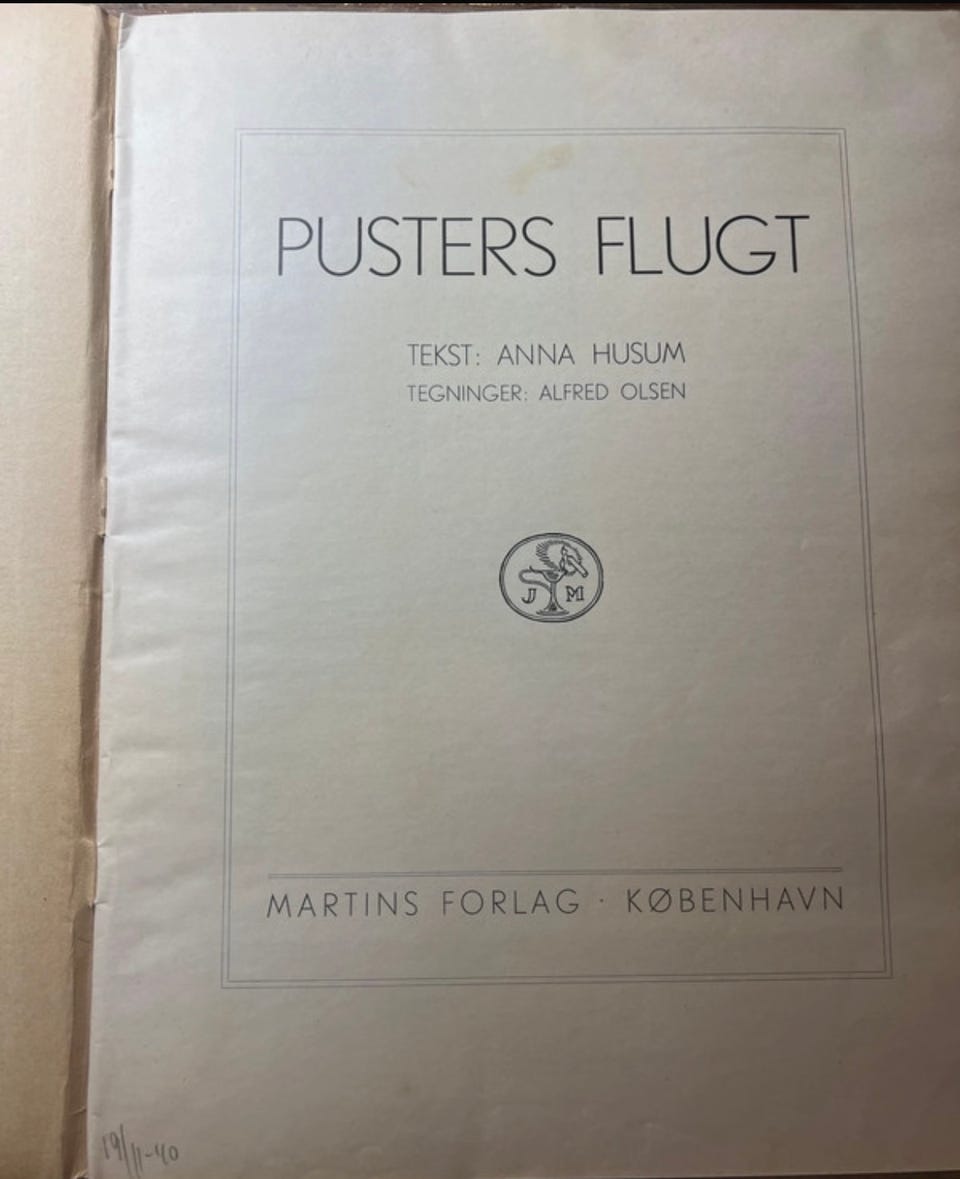 PUSTERS FLUGT
TEKST: ANNA HUSUM
TEGNINGER: ALFRED OLSEN
J M
MARTINS FORLAG · KØBENHAVN
19/11-40